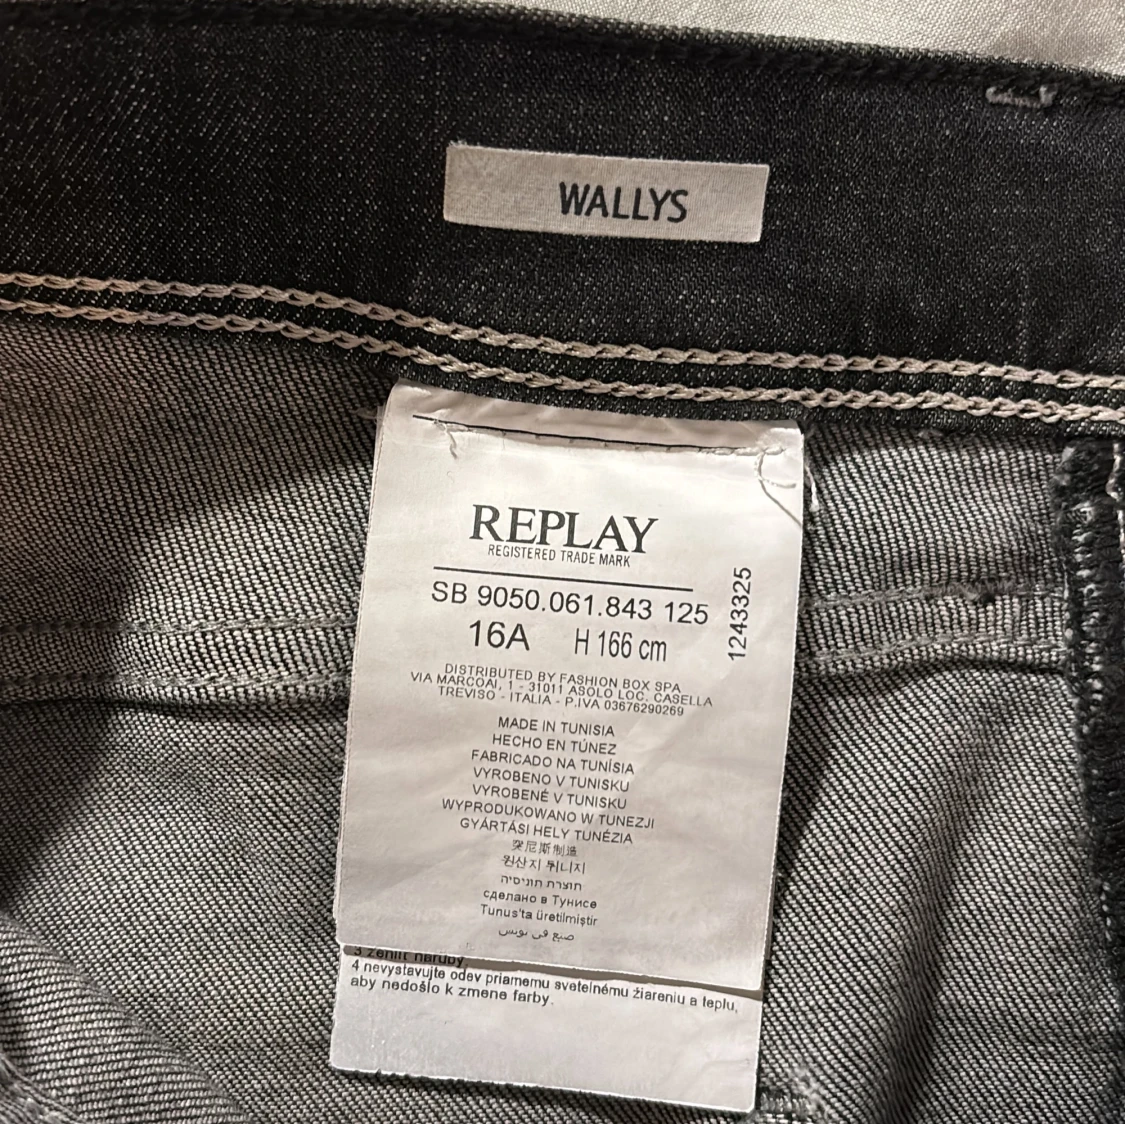 WALLYS
REPLAY
REGISTERED TRADE MARK
SB 9050.061.843 125
16A H 166 cm
1243325
DISTRIBUTED BY FASHION BOX SPA
VIA MARCOAI, 1 - 31011 ASOLO LOC. CASELLA
TREVISO - ITALIA - P.IVA 03676290269
MADE IN TUNISIA
HECHO EN TÚNEZ
FABRICADO NA TUNÍSIA
VYROBENO V TUNISKU
VYROBENÉ V TUNISKU
WYPRODUKOWANO W TUNEZJI
GYÁRTÁSI HELY TUNÉZIA
突尼斯制造
원산지 튀니지
תוצרת תוניסיה
сделано в Тунисе
Tunus'ta üretilmiştir
صنع في تونس
3 žehliť naruby.
4 nevystavujte odev priamemu svetelnému žiareniu a teplu,
aby nedošlo k zmene farby.